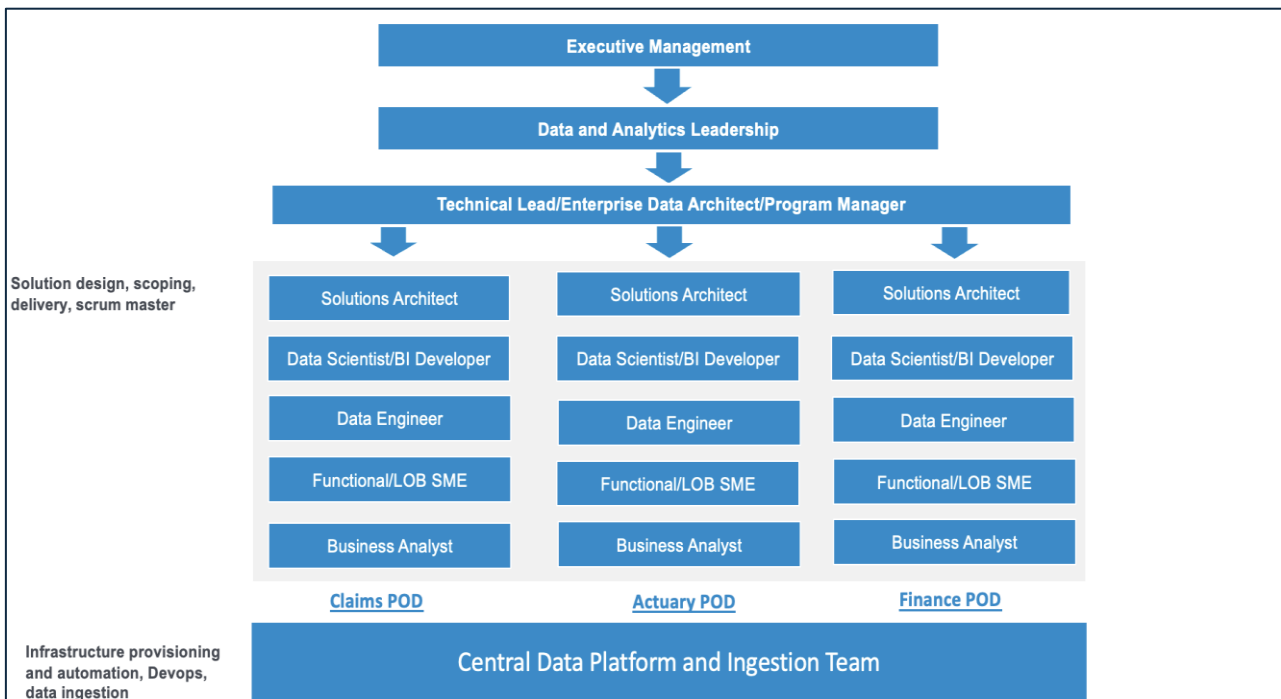 Executive Management
Data and Analytics Leadership
Technical Lead/Enterprise Data Architect/Program Manager
Solution design, scoping,
delivery, scrum master
Solutions Architect
Data Scientist/BI Developer
Data Engineer
Functional/LOB SME
Business Analyst
Claims POD
Solutions Architect
Data Scientist/BI Developer
Data Engineer
Functional/LOB SME
Business Analyst
Actuary POD
Solutions Architect
Data Scientist/BI Developer
Data Engineer
Functional/LOB SME
Business Analyst
Finance POD
Infrastructure provisioning
and automation, Devops,
data ingestion
Central Data Platform and Ingestion Team